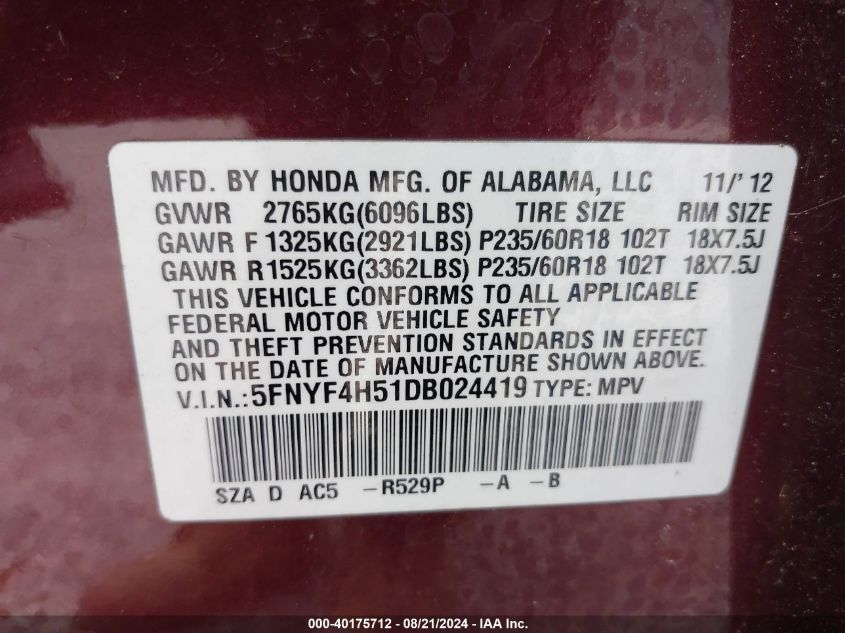 MFD. BY HONDA MFG. OF ALABAMA, LLC 11/'12
GVWR 2765KG(6096LBS) TIRE SIZE RIM SIZE
GAWR F 1325KG(2921LBS) P235/60R18 102T 18X7.5J
GAWR R 1525KG(3362LBS) P235/60R18 102T 18X7.5J
THIS VEHICLE CONFORMS TO ALL APPLICABLE
FEDERAL MOTOR VEHICLE SAFETY
AND THEFT PREVENTION STANDARDS IN EFFECT
ON THE DATE OF MANUFACTURE SHOWN ABOVE.
V.I.N.:5FNYF4H51DB024419 TYPE: MPV
SZA D AC5 -R529P -A -B
000-40175712 - 08/21/2024 - IAA Inc.